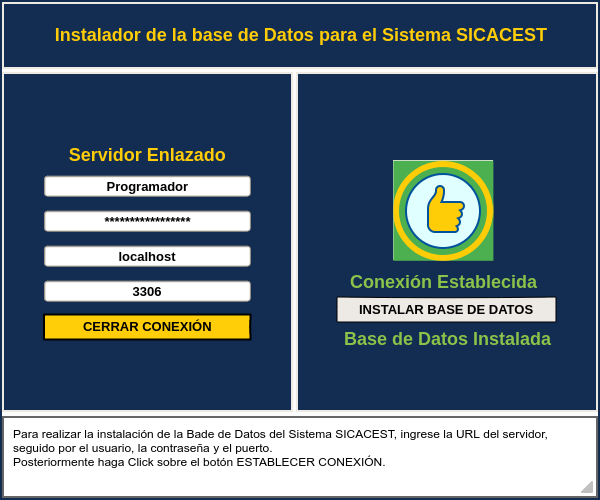 Instalador de la base de Datos para el Sistema SICACEST
Servidor Enlazado
Programador
*****************
localhost
3306
CERRAR CONEXIÓN
Conexión Establecida
INSTALAR BASE DE DATOS
Base de Datos Instalada
Para realizar la instalación de la Bade de Datos del Sistema SICACEST, ingrese la URL del servidor,
seguido por el usuario, la contraseña y el puerto.
Posteriormente haga Click sobre el botón ESTABLECER CONEXIÓN.